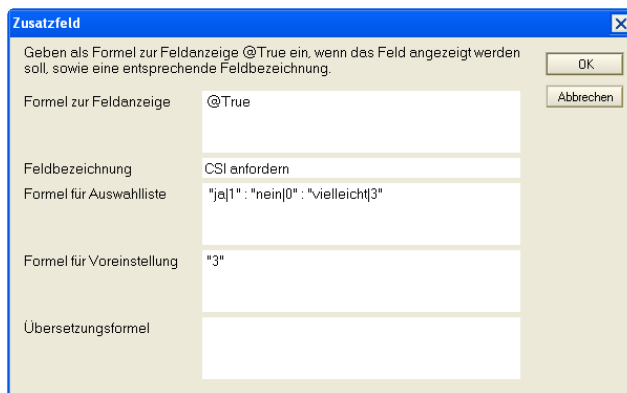 Zusatzfeld
Geben als Formel zur Feldanzeige @True ein, wenn das Feld angezeigt werden
soll, sowie eine entsprechende Feldbezeichnung.
OK
Abbrechen
Formel zur Feldanzeige
@True
Feldbezeichnung
CSI anfordern
Formel für Auswahlliste
"ja|1" : "nein|0" : "vielleicht|3"
Formel für Voreinstellung
"3"
Übersetzungsformel